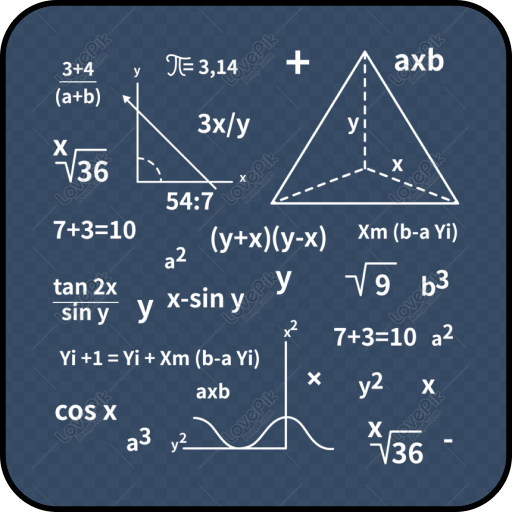 3+4
(a+b)
y
π= 3,14
+
axb
3x/y
y
x
x√36
x
54:7
7+3=10
(y+x)(y-x)
Xm (b-a Yi)
a²
tan 2x
sin y
y
x-sin y
y
√9
b³
x²
7+3=10
a²
Yi +1 = Yi + Xm (b-a Yi)
×
y²
x
axb
cos x
a³
y²
x√36
-
LovePik